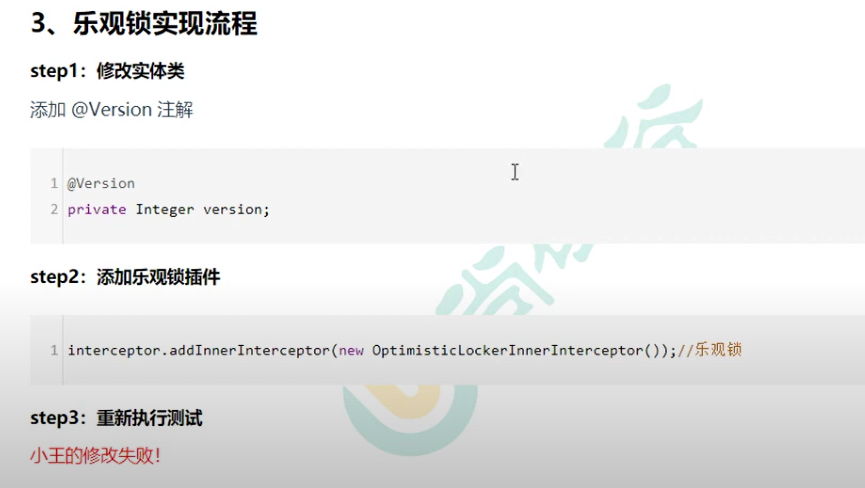 3、乐观锁实现流程
step1：修改实体类
添加 @Version 注解
1 @Version
2 private Integer version;
step2：添加乐观锁插件
1 interceptor.addInnerInterceptor(new OptimisticLockerInnerInterceptor());//乐观锁
step3：重新执行测试
小王的修改失败！